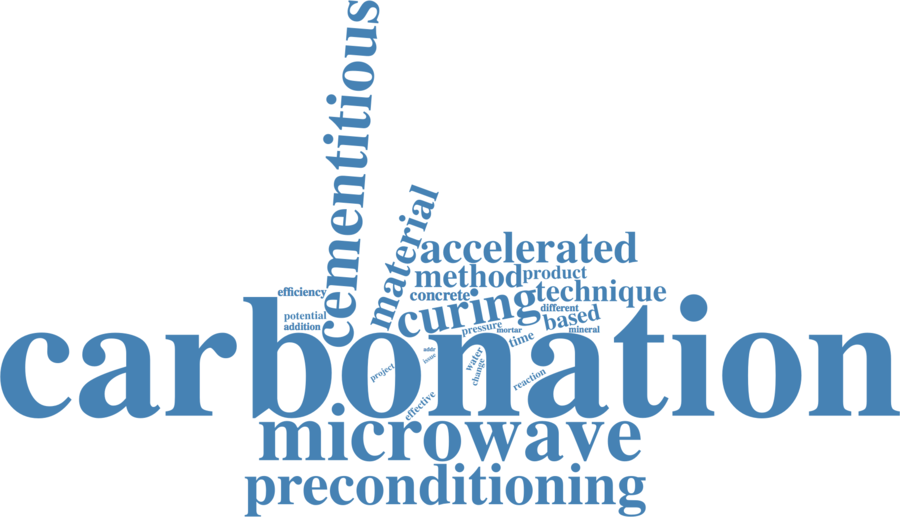 cementitious
material
accelerated
method
product
efficiency
concrete
curing
technique
potential
different
based
addition
pressure
mortar
mineral
time
carbonation
water
change
project
reaction
effective
microwave
preconditioning